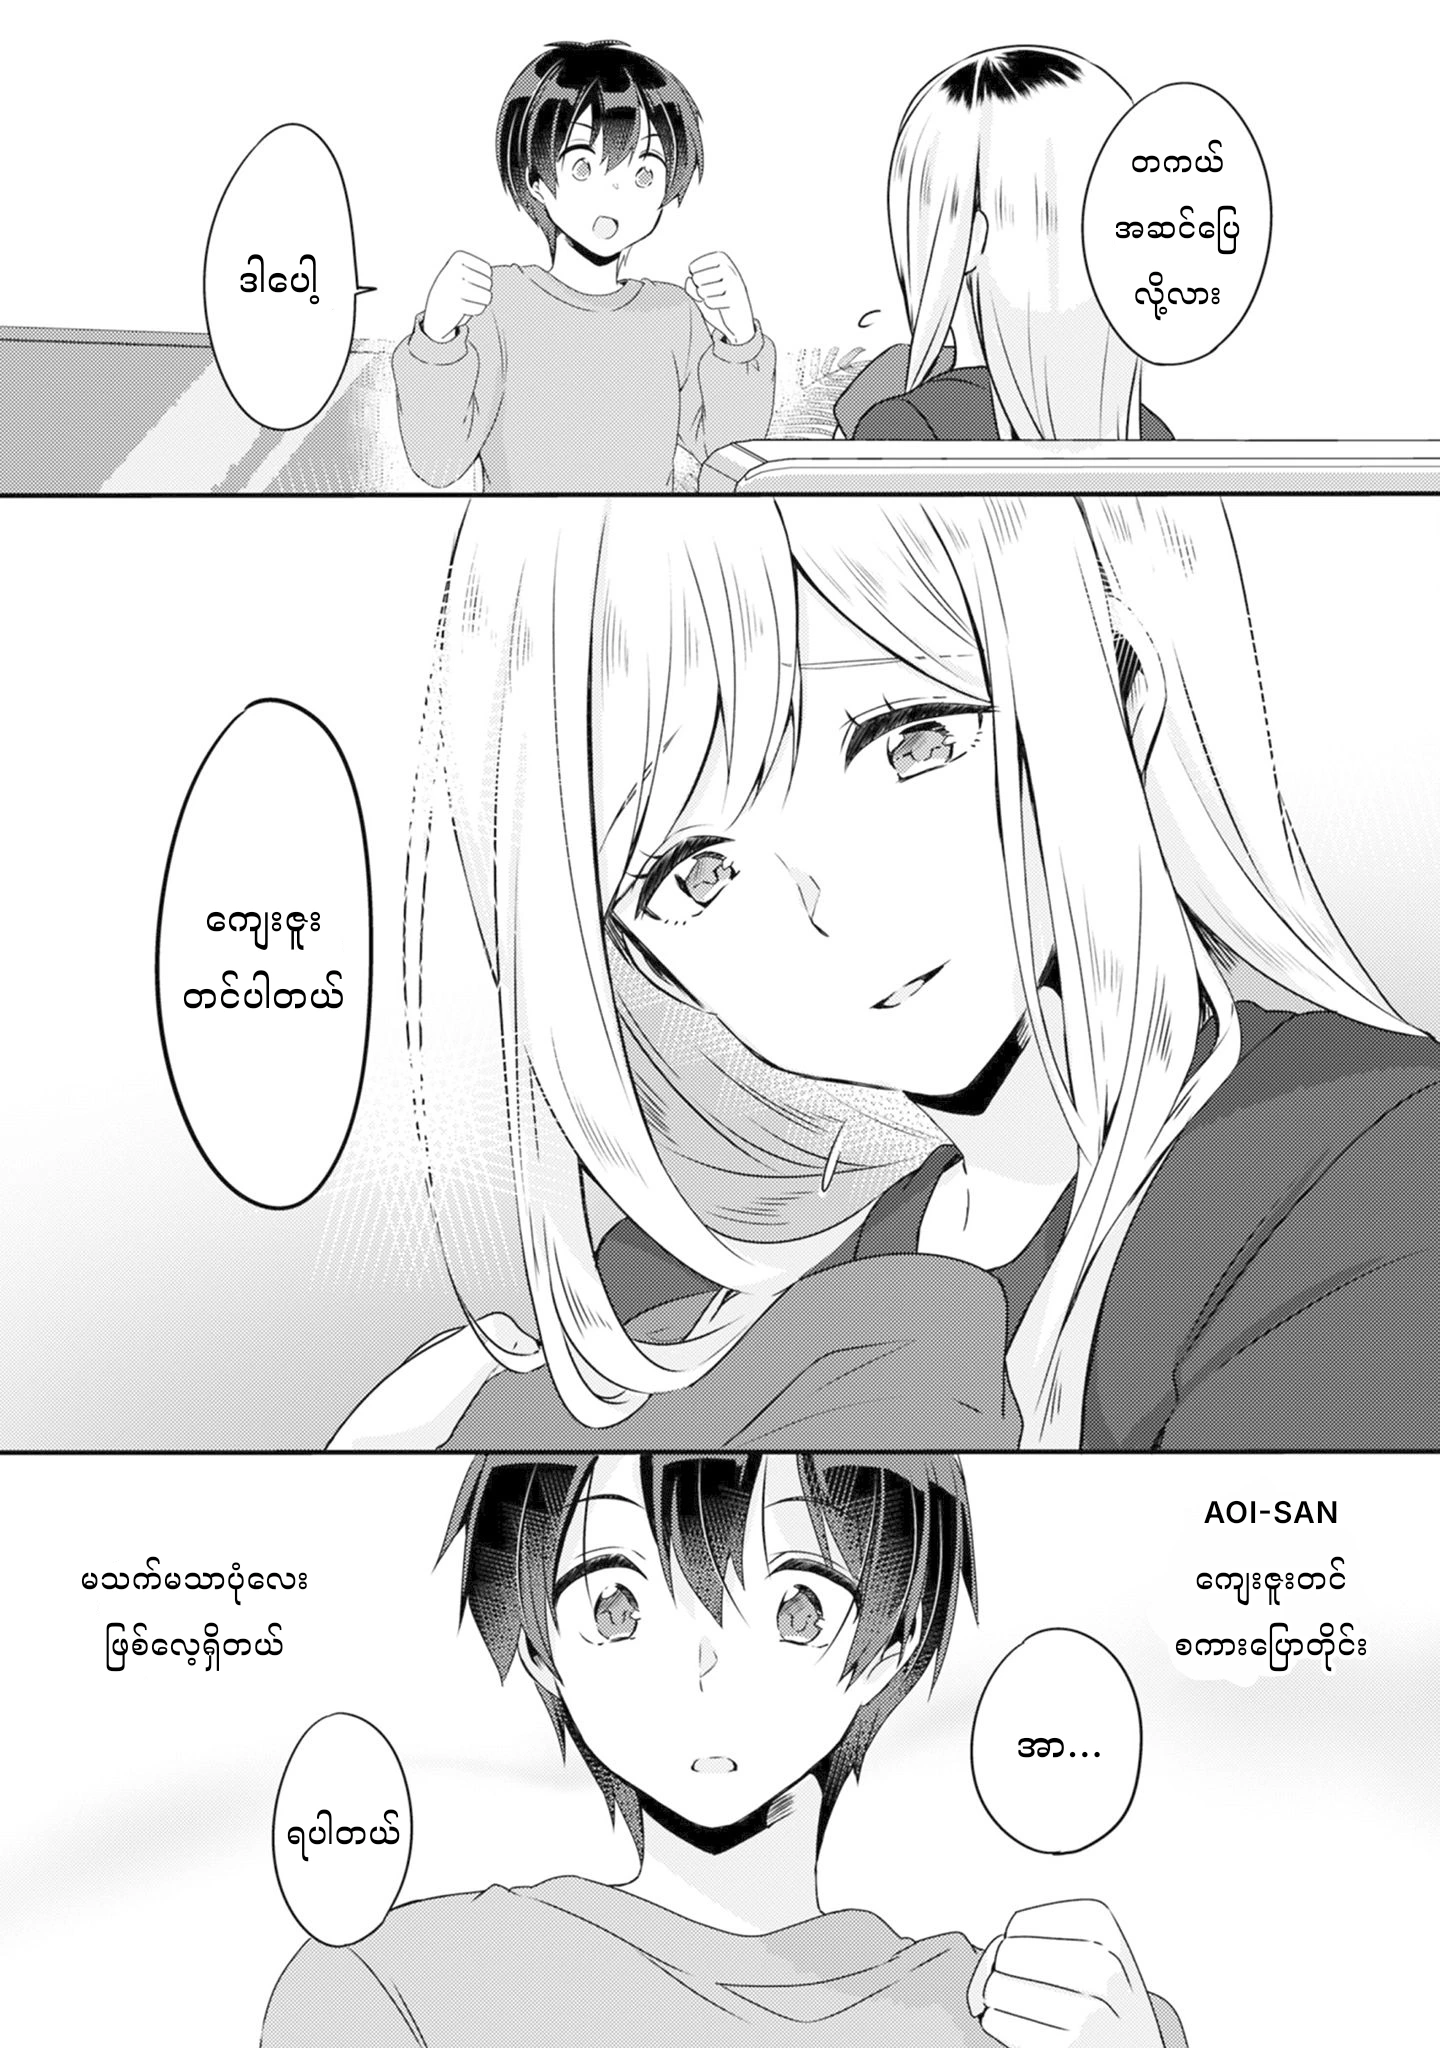 တကယ်
အဆင်ပြေ
လို့လား
ဒါပေါ့
ကျေးဇူး
တင်ပါတယ်
AOI-SAN
ကျေးဇူးတင်
စကားပြောတိုင်း
မသက်မသာပုံလေး
ဖြစ်လေ့ရှိတယ်
အာ...
ရပါတယ်